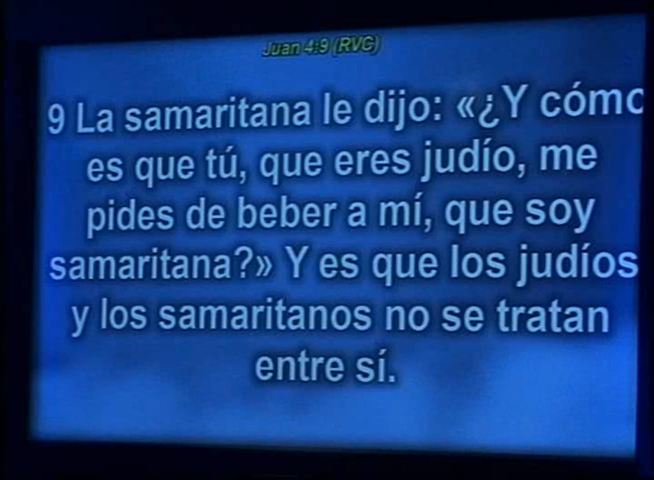 Juan 4:9 (RVC)
9 La samaritana le dijo: «¿Y cómo
es que tú, que eres judío, me
pides de beber a mí, que soy
samaritana?» Y es que los judíos
y los samaritanos no se tratan
entre sí.